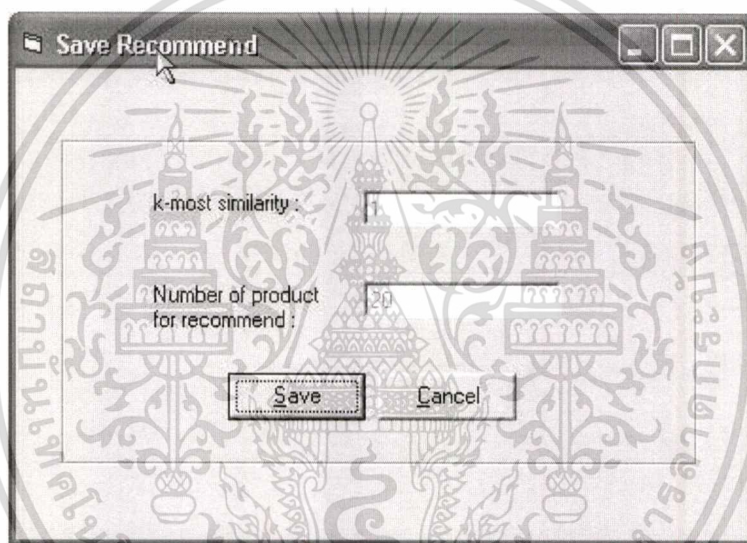 Save Recommend
k-most similarity :
1
Number of product
for recommend :
20
Save
Cancel